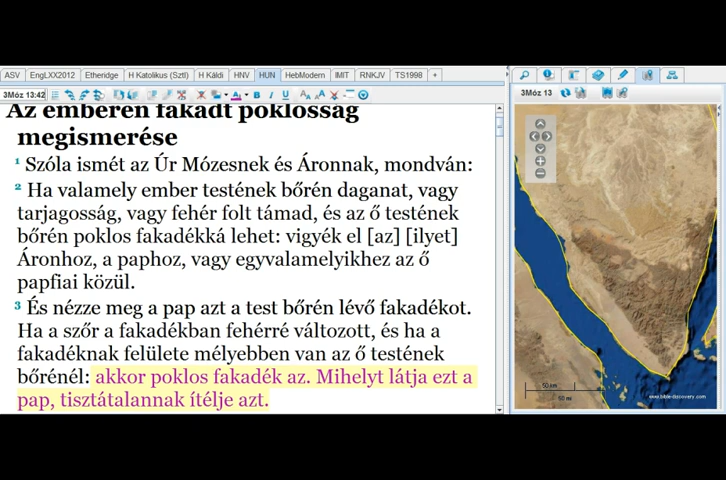 ASV EngLXX2012 Etheridge H Katolikus (SztI) H Káldi HNV HUN HebModern IMIT RNKJV TS1998 +
3Móz 13:42
3Móz 13
Az emberen fakadt poklosság
megismerése
1 Szóla ismét az Úr Mózesnek és Áronnak, mondván:
2 Ha valamely ember testének bőrén daganat, vagy
tarjagosság, vagy fehér folt támad, és az ő testének
bőrén poklos fakadékká lehet: vigyék el [az] [ilyet]
Áronhoz, a paphoz, vagy egyvalamelyikhez az ő
papfiai közül.
3 És nézze meg a pap azt a test bőrén lévő fakadékot.
Ha a szőr a fakadékban fehérré változott, és ha a
fakadéknak felülete mélyebben van az ő testének
bőrénél: akkor poklos fakadék az. Mihelyt látja ezt a
pap, tisztátalannak ítélje azt.
50 km
50 mi
www.bible-discovery.com